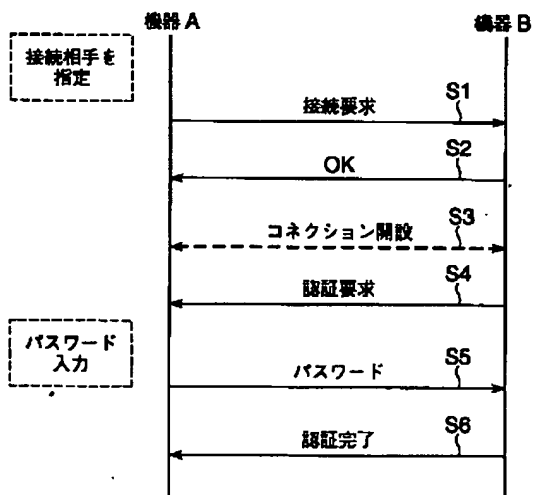 機器 A
機器 B
接続相手を
指定
S1
接続要求
S2
OK
S3
コネクション開設
S4
認証要求
パスワード
入力
S5
パスワード
S6
認証完了